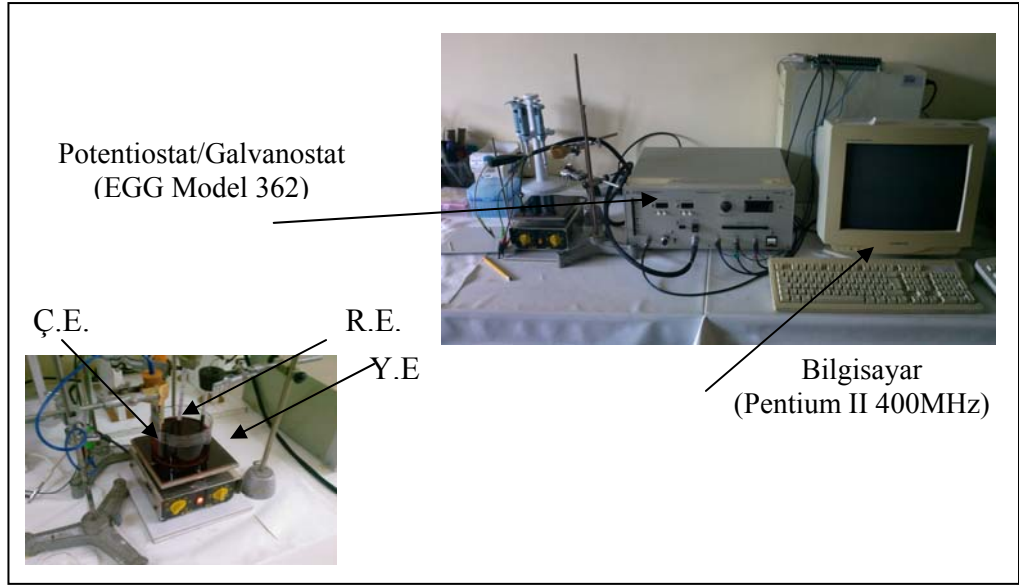 Potentiostat/Galvanostat
(EGG Model 362)
Ç.E.
R.E.
Y.E
Bilgisayar
(Pentium II 400MHz)